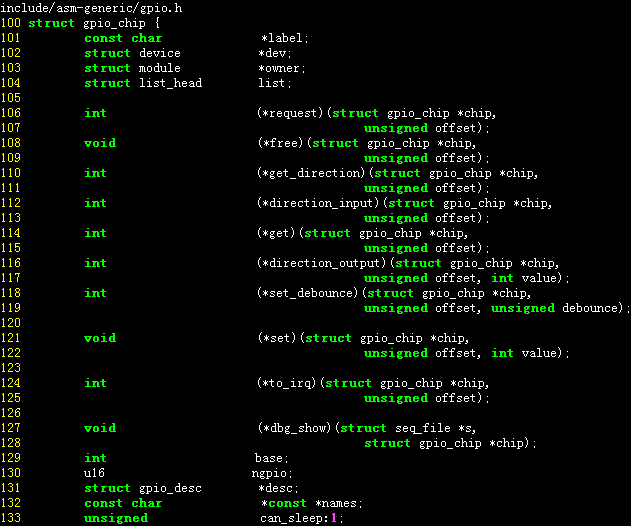 include/asm-generic/gpio.h
100 struct gpio_chip {
101         const char              *label;
102         struct device           *dev;
103         struct module           *owner;
104         struct list_head        list;
105
106         int                     (*request)(struct gpio_chip *chip,
107                                                 unsigned offset);
108         void                    (*free)(struct gpio_chip *chip,
109                                                 unsigned offset);
110         int                     (*get_direction)(struct gpio_chip *chip,
111                                                 unsigned offset);
112         int                     (*direction_input)(struct gpio_chip *chip,
113                                                 unsigned offset);
114         int                     (*get)(struct gpio_chip *chip,
115                                                 unsigned offset);
116         int                     (*direction_output)(struct gpio_chip *chip,
117                                                 unsigned offset, int value);
118         int                     (*set_debounce)(struct gpio_chip *chip,
119                                                 unsigned offset, unsigned debounce);
120
121         void                    (*set)(struct gpio_chip *chip,
122                                                 unsigned offset, int value);
123
124         int                     (*to_irq)(struct gpio_chip *chip,
125                                                 unsigned offset);
126
127         void                    (*dbg_show)(struct seq_file *s,
128                                                 struct gpio_chip *chip);
129         int                     base;
130         u16                     ngpio;
131         struct gpio_desc        *desc;
132         const char              *const *names;
133         unsigned                can_sleep:1;